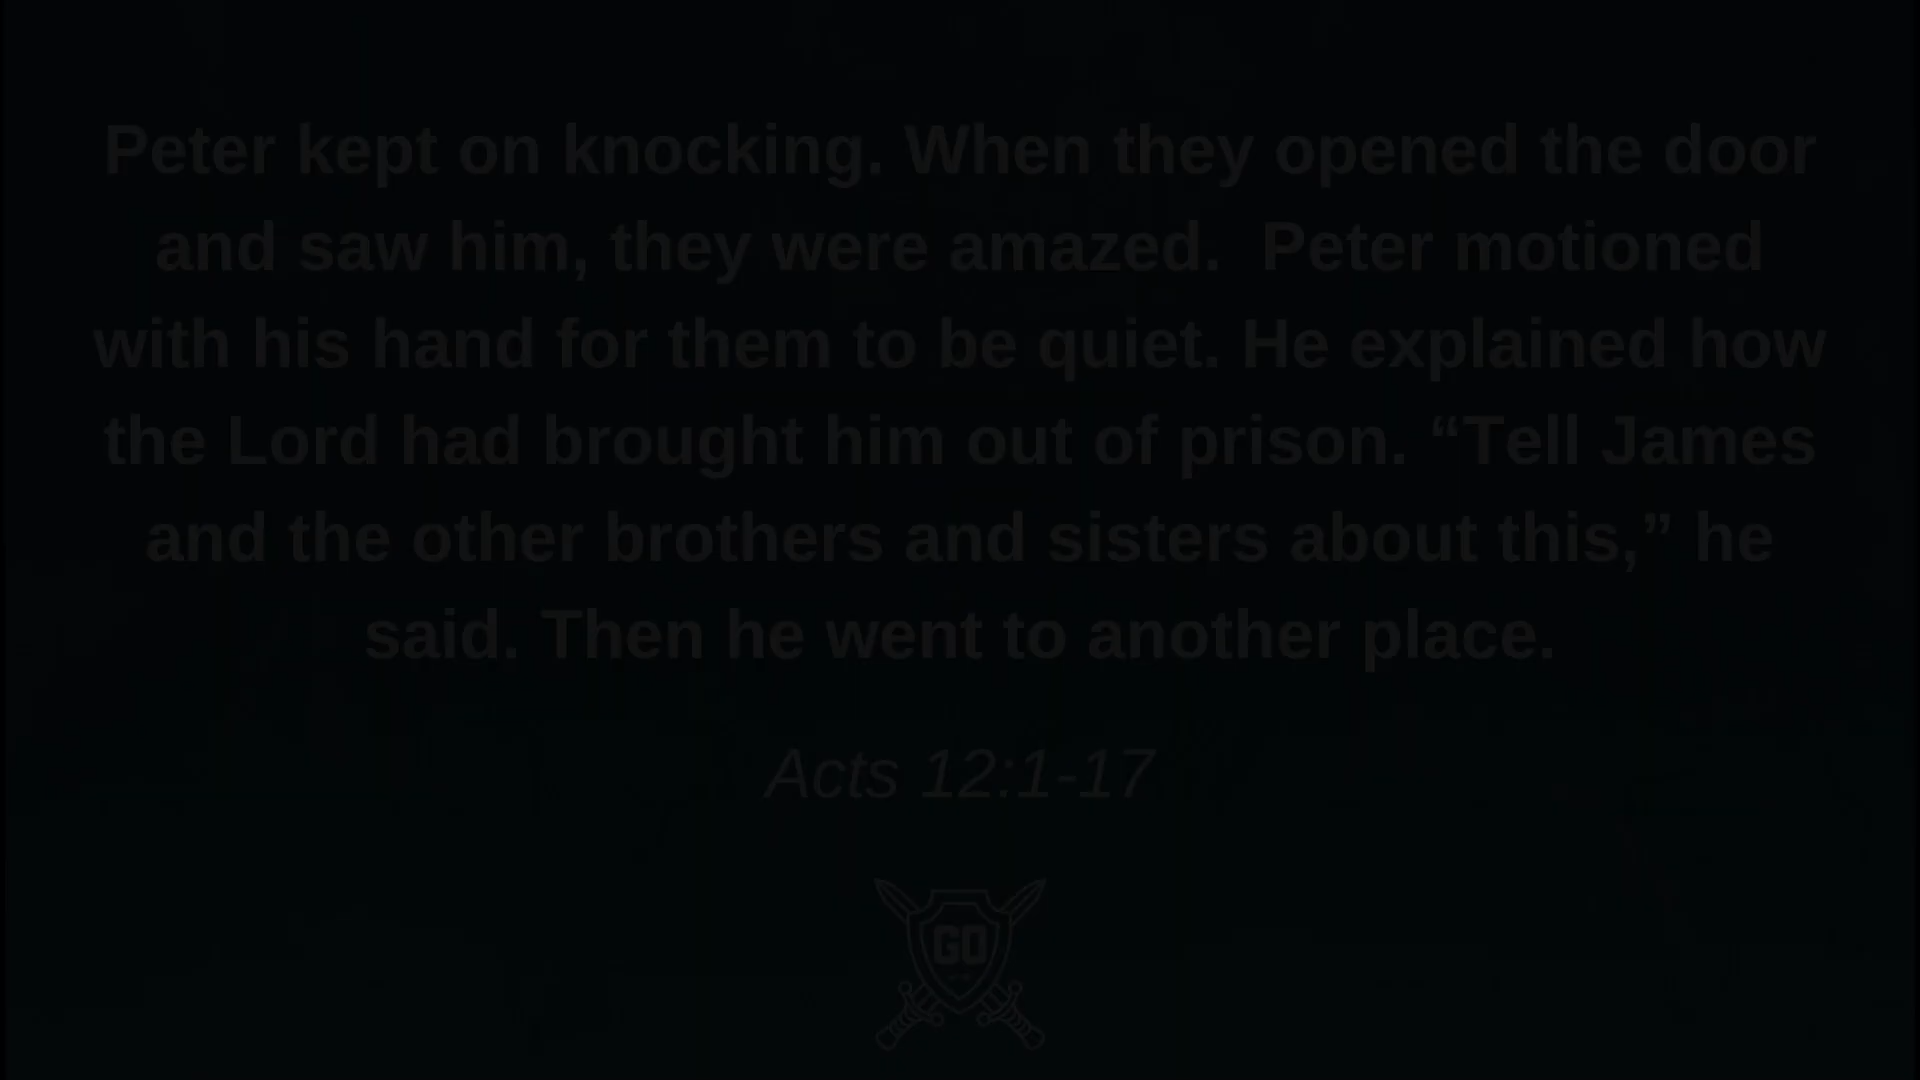 Peter kept on knocking. When they opened the door
and saw him, they were amazed.  Peter motioned
with his hand for them to be quiet. He explained how
the Lord had brought him out of prison. “Tell James
and the other brothers and sisters about this,” he
said. Then he went to another place.
Acts 12:1-17
GO